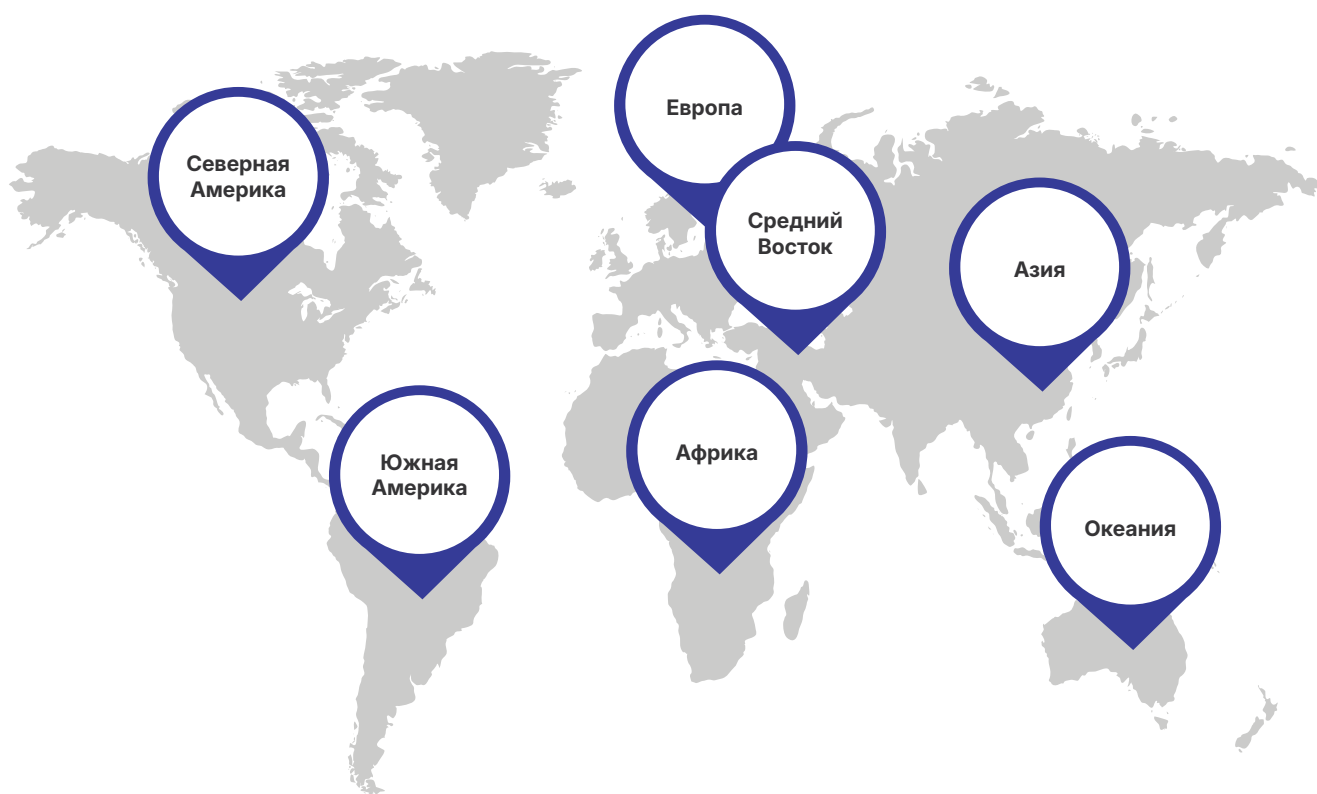 Европа
Северная
Америка
Средний
Восток
Азия
Южная
Америка
Африка
Океания